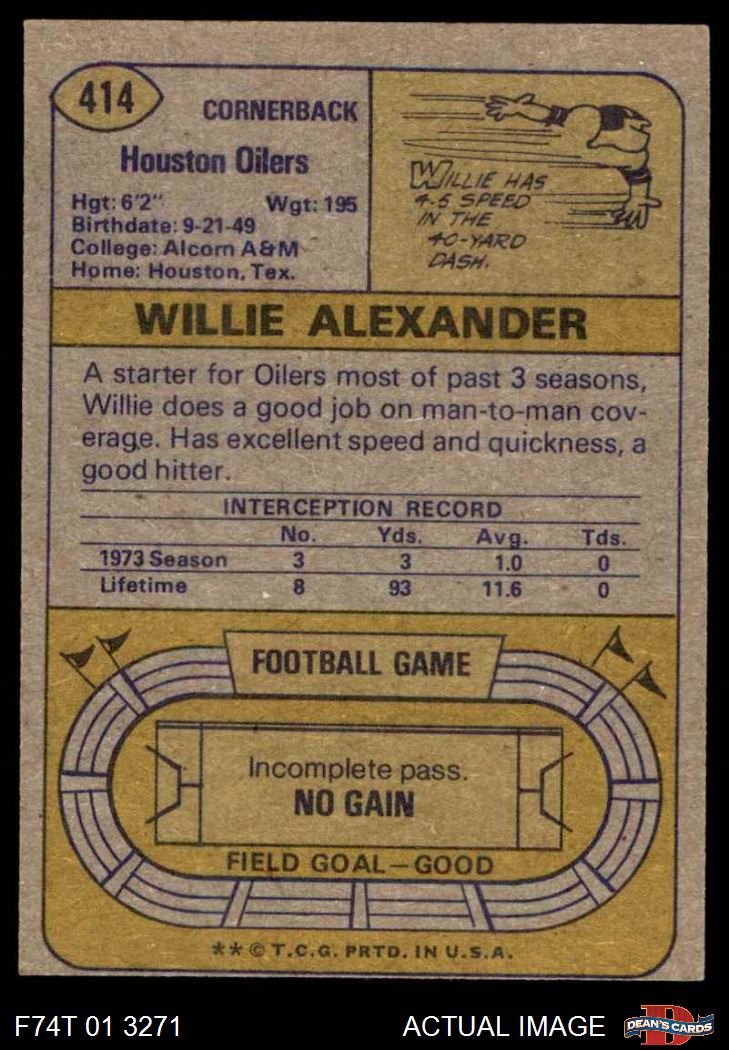 414
CORNERBACK
Houston Oilers
Hgt: 6'2" Wgt: 195
Birthdate: 9-21-49
College: Alcorn A&M
Home: Houston, Tex.
WILLIE HAS
4.5 SPEED
IN THE
40-YARD
DASH.
WILLIE ALEXANDER
A starter for Oilers most of past 3 seasons,
Willie does a good job on man-to-man cov-
erage. Has excellent speed and quickness, a
good hitter.
INTERCEPTION RECORD
No. Yds. Avg. Tds.
1973 Season 3 3 1.0 0
Lifetime 8 93 11.6 0
FOOTBALL GAME
Incomplete pass.
NO GAIN
FIELD GOAL—GOOD
**© T.C.G. PRTD. IN U.S.A.
F74T 01 3271 ACTUAL IMAGE
D
DEAN'S CARDS